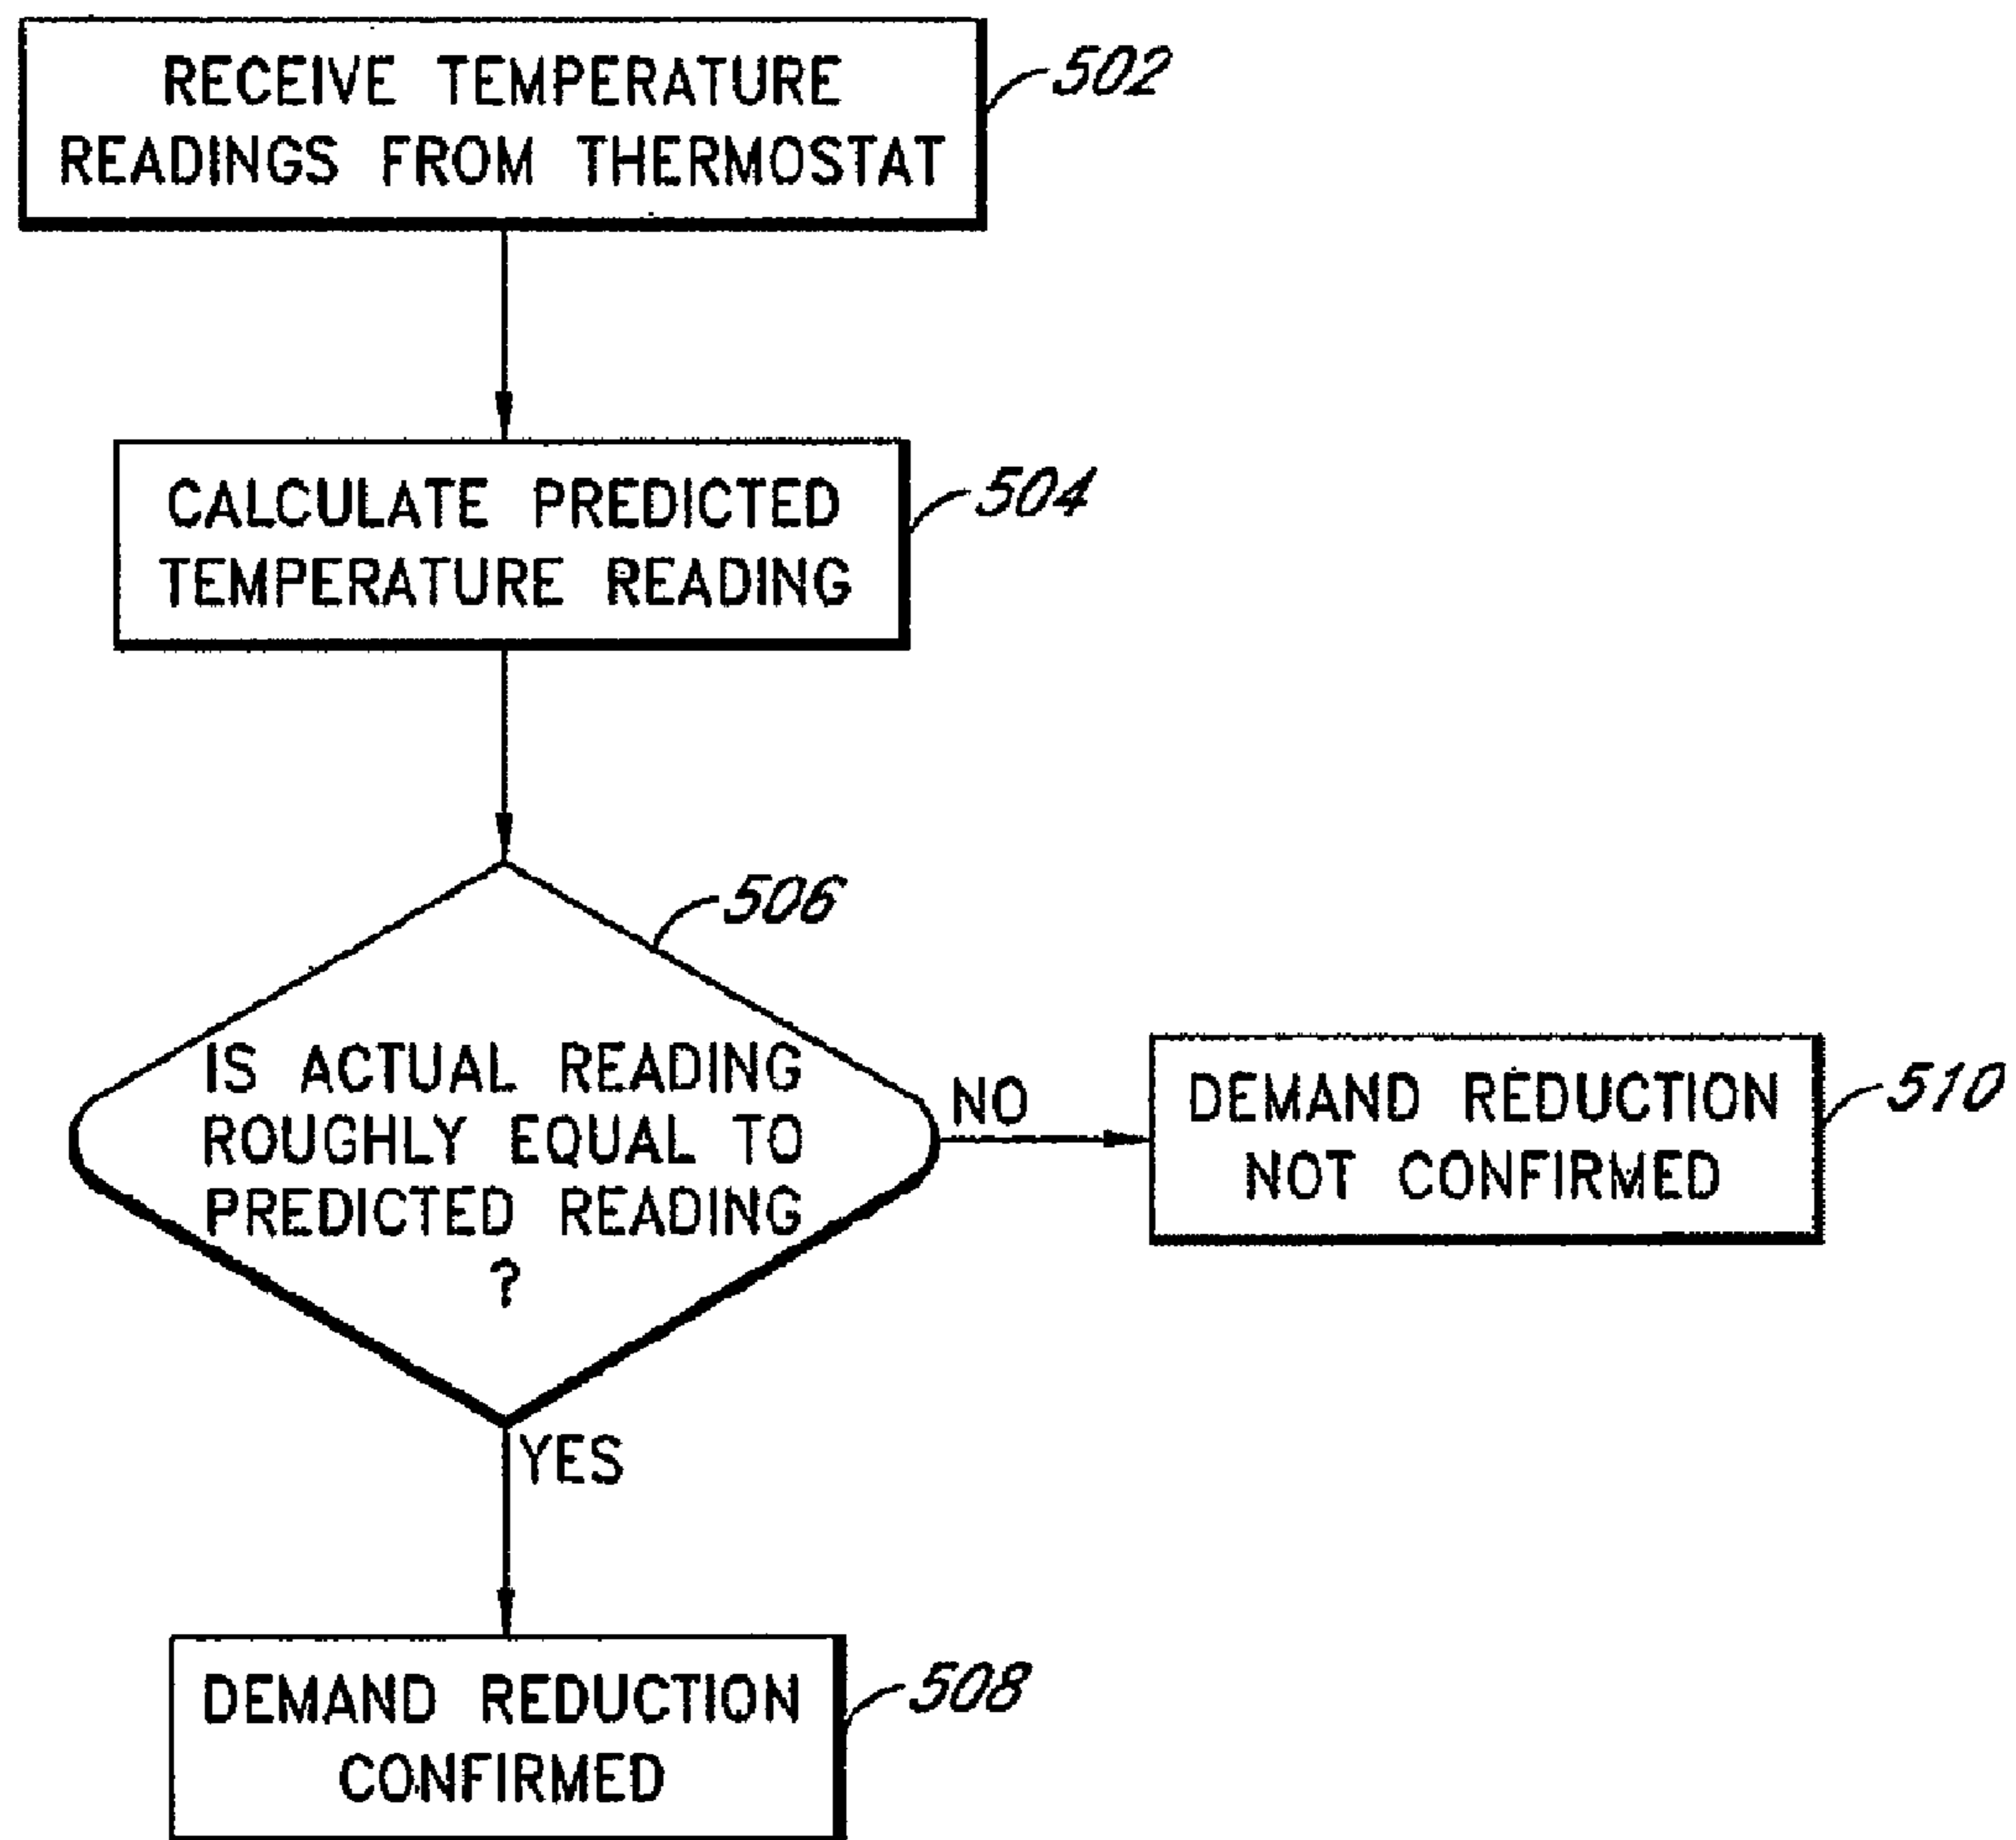 RECEIVE TEMPERATURE
READINGS FROM THERMOSTAT
502
CALCULATE PREDICTED
TEMPERATURE READING
504
506
IS ACTUAL READING
ROUGHLY EQUAL TO
PREDICTED READING
?
NO
DEMAND REDUCTION
NOT CONFIRMED
510
YES
DEMAND REDUCTION
CONFIRMED
508